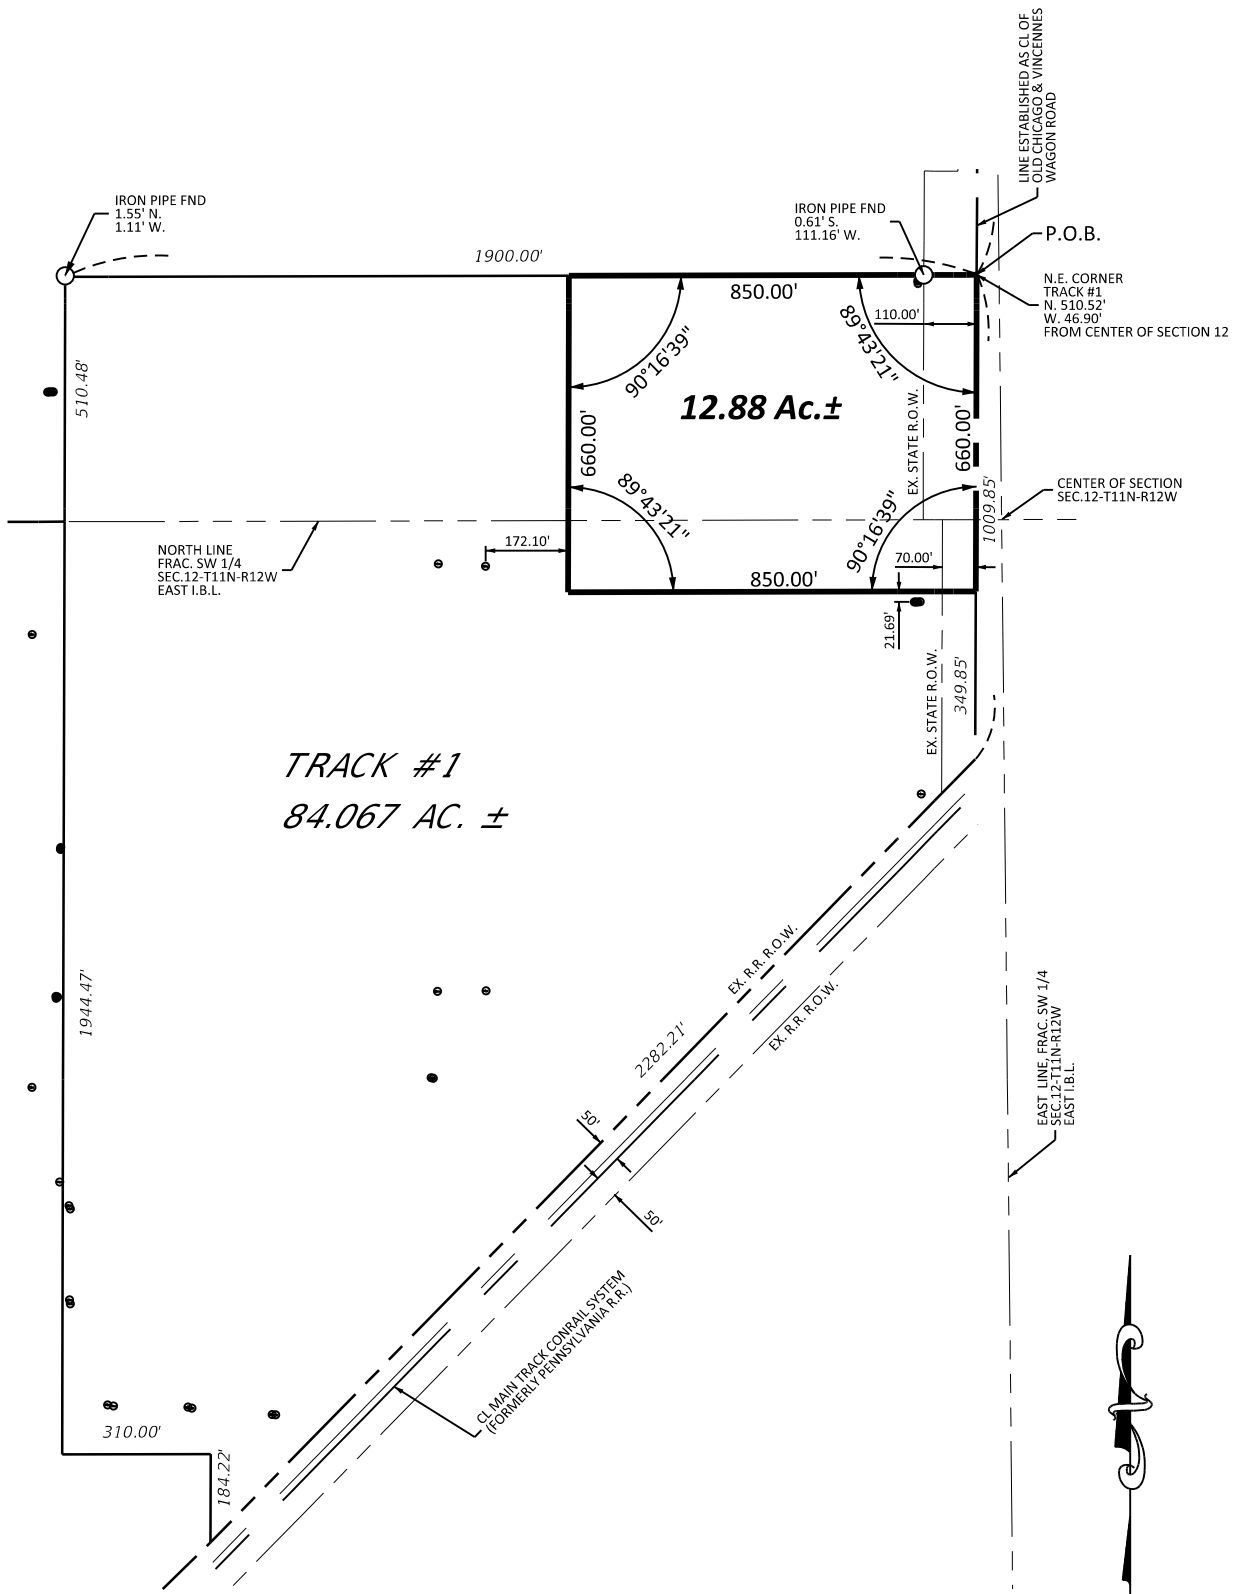 LINE ESTABLISHED AS CL OF
OLD CHICAGO & VINCENNES
WAGON ROAD
IRON PIPE FND
1.55' N.
1.11' W.
IRON PIPE FND
0.61' S.
111.16' W.
P.O.B.
1900.00'
N.E. CORNER
TRACK #1
N. 510.52'
W. 46.90'
FROM CENTER OF SECTION 12
850.00'
110.00'
90°16'39"
89°43'21"
510.48'
12.88 Ac.±
660.00'
EX. STATE R.O.W.
660.00'
89°43'21"
90°16'39"
1009.85'
CENTER OF SECTION
SEC.12-T11N-R12W
NORTH LINE
FRAC. SW 1/4
SEC.12-T11N-R12W
EAST I.B.L.
172.10'
70.00'
850.00'
21.69'
EX. STATE R.O.W.
349.85'
TRACK #1
84.067 AC. ±
1944.47'
EX. R.R. R.O.W.
EX. R.R. R.O.W.
2282.21'
EAST LINE, FRAC. SW 1/4
SEC.12-T11N-R12W
EAST I.B.L.
50'
50'
CL MAIN TRACK CONRAIL SYSTEM
(FORMERLY PENNSYLVANIA R.R.)
310.00'
184.22'